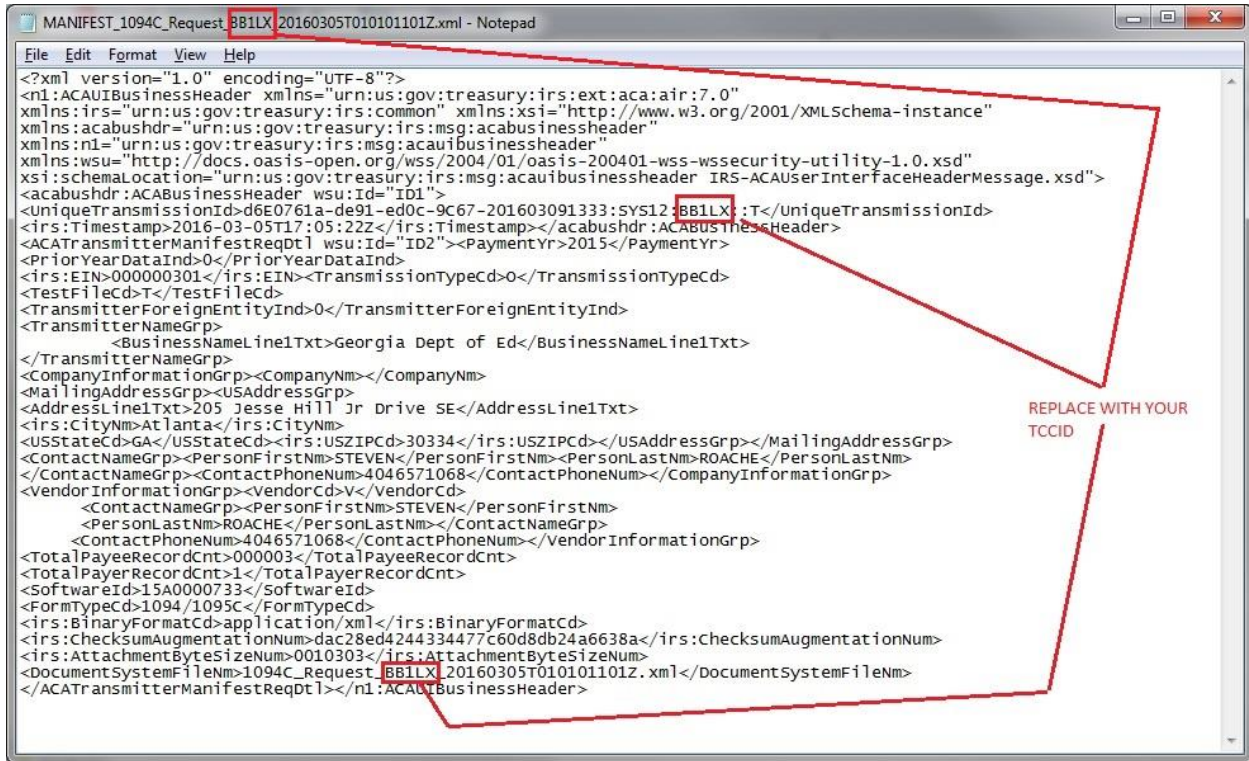 MANIFEST_1094C_Request_BB1LX_20160305T010101101Z.xml - Notepad
File Edit Format View Help
<?xml version="1.0" encoding="UTF-8"?>
<n1:ACAUIBusinessHeader xmlns="urn:us:gov:treasury:irs:ext:aca:air:7.0"
xmlns:irs="urn:us:gov:treasury:irs:common" xmlns:xsi="http://www.w3.org/2001/XMLSchema-instance"
xmlns:acabushdr="urn:us:gov:treasury:irs:msg:acabusinessheader"
xmlns:n1="urn:us:gov:treasury:irs:msg:acauibusinessheader"
xmlns:wsu="http://docs.oasis-open.org/wss/2004/01/oasis-200401-wss-wssecurity-utility-1.0.xsd"
xsi:schemaLocation="urn:us:gov:treasury:irs:msg:acauibusinessheader IRS-ACAUserInterfaceHeaderMessage.xsd">
<acabushdr:ACABusinessHeader wsu:Id="ID1">
<UniqueTransmissionId>d6E0761a-de91-ed0c-9C67-201603091333:SYS12:BB1LX::T</UniqueTransmissionId>
<irs:Timestamp>2016-03-05T17:05:22Z</irs:Timestamp></acabushdr:ACABusinessHeader>
<ACATransmitterManifestReqDtl wsu:Id="ID2"><PaymentYr>2015</PaymentYr>
<PriorYearDataInd>0</PriorYearDataInd>
<irs:EIN>000000301</irs:EIN><TransmissionTypeCd>O</TransmissionTypeCd>
<TestFileCd>T</TestFileCd>
<TransmitterForeignEntityInd>0</TransmitterForeignEntityInd>
<TransmitterNameGrp>
<BusinessNameLine1Txt>Georgia Dept of Ed</BusinessNameLine1Txt>
</TransmitterNameGrp>
<CompanyInformationGrp><CompanyNm></CompanyNm>
<MailingAddressGrp><USAddressGrp>
<AddressLine1Txt>205 Jesse Hill Jr Drive SE</AddressLine1Txt>
<irs:CityNm>Atlanta</irs:CityNm>
<USStateCd>GA</USStateCd><irs:USZIPCd>30334</irs:USZIPCd></USAddressGrp></MailingAddressGrp>
<ContactNameGrp><PersonFirstNm>STEVEN</PersonFirstNm><PersonLastNm>ROACHE</PersonLastNm>
</ContactNameGrp><ContactPhoneNum>4046571068</ContactPhoneNum></CompanyInformationGrp>
<VendorInformationGrp><VendorCd>V</VendorCd>
<ContactNameGrp><PersonFirstNm>STEVEN</PersonFirstNm>
<PersonLastNm>ROACHE</PersonLastNm></ContactNameGrp>
<ContactPhoneNum>4046571068</ContactPhoneNum></VendorInformationGrp>
<TotalPayeeRecordCnt>000003</TotalPayeeRecordCnt>
<TotalPayerRecordCnt>1</TotalPayerRecordCnt>
<SoftwareId>15A0000733</SoftwareId>
<FormTypeCd>1094/1095C</FormTypeCd>
<irs:BinaryFormatCd>application/xml</irs:BinaryFormatCd>
<irs:ChecksumAugmentationNum>dac28ed4244334477c60d8db24a6638a</irs:ChecksumAugmentationNum>
<irs:AttachmentByteSizeNum>0010303</irs:AttachmentByteSizeNum>
<DocumentSystemFileNm>1094C_Request_BB1LX_20160305T010101101Z.xml</DocumentSystemFileNm>
</ACATransmitterManifestReqDtl></n1:ACAUIBusinessHeader>
REPLACE WITH YOUR
TCCID